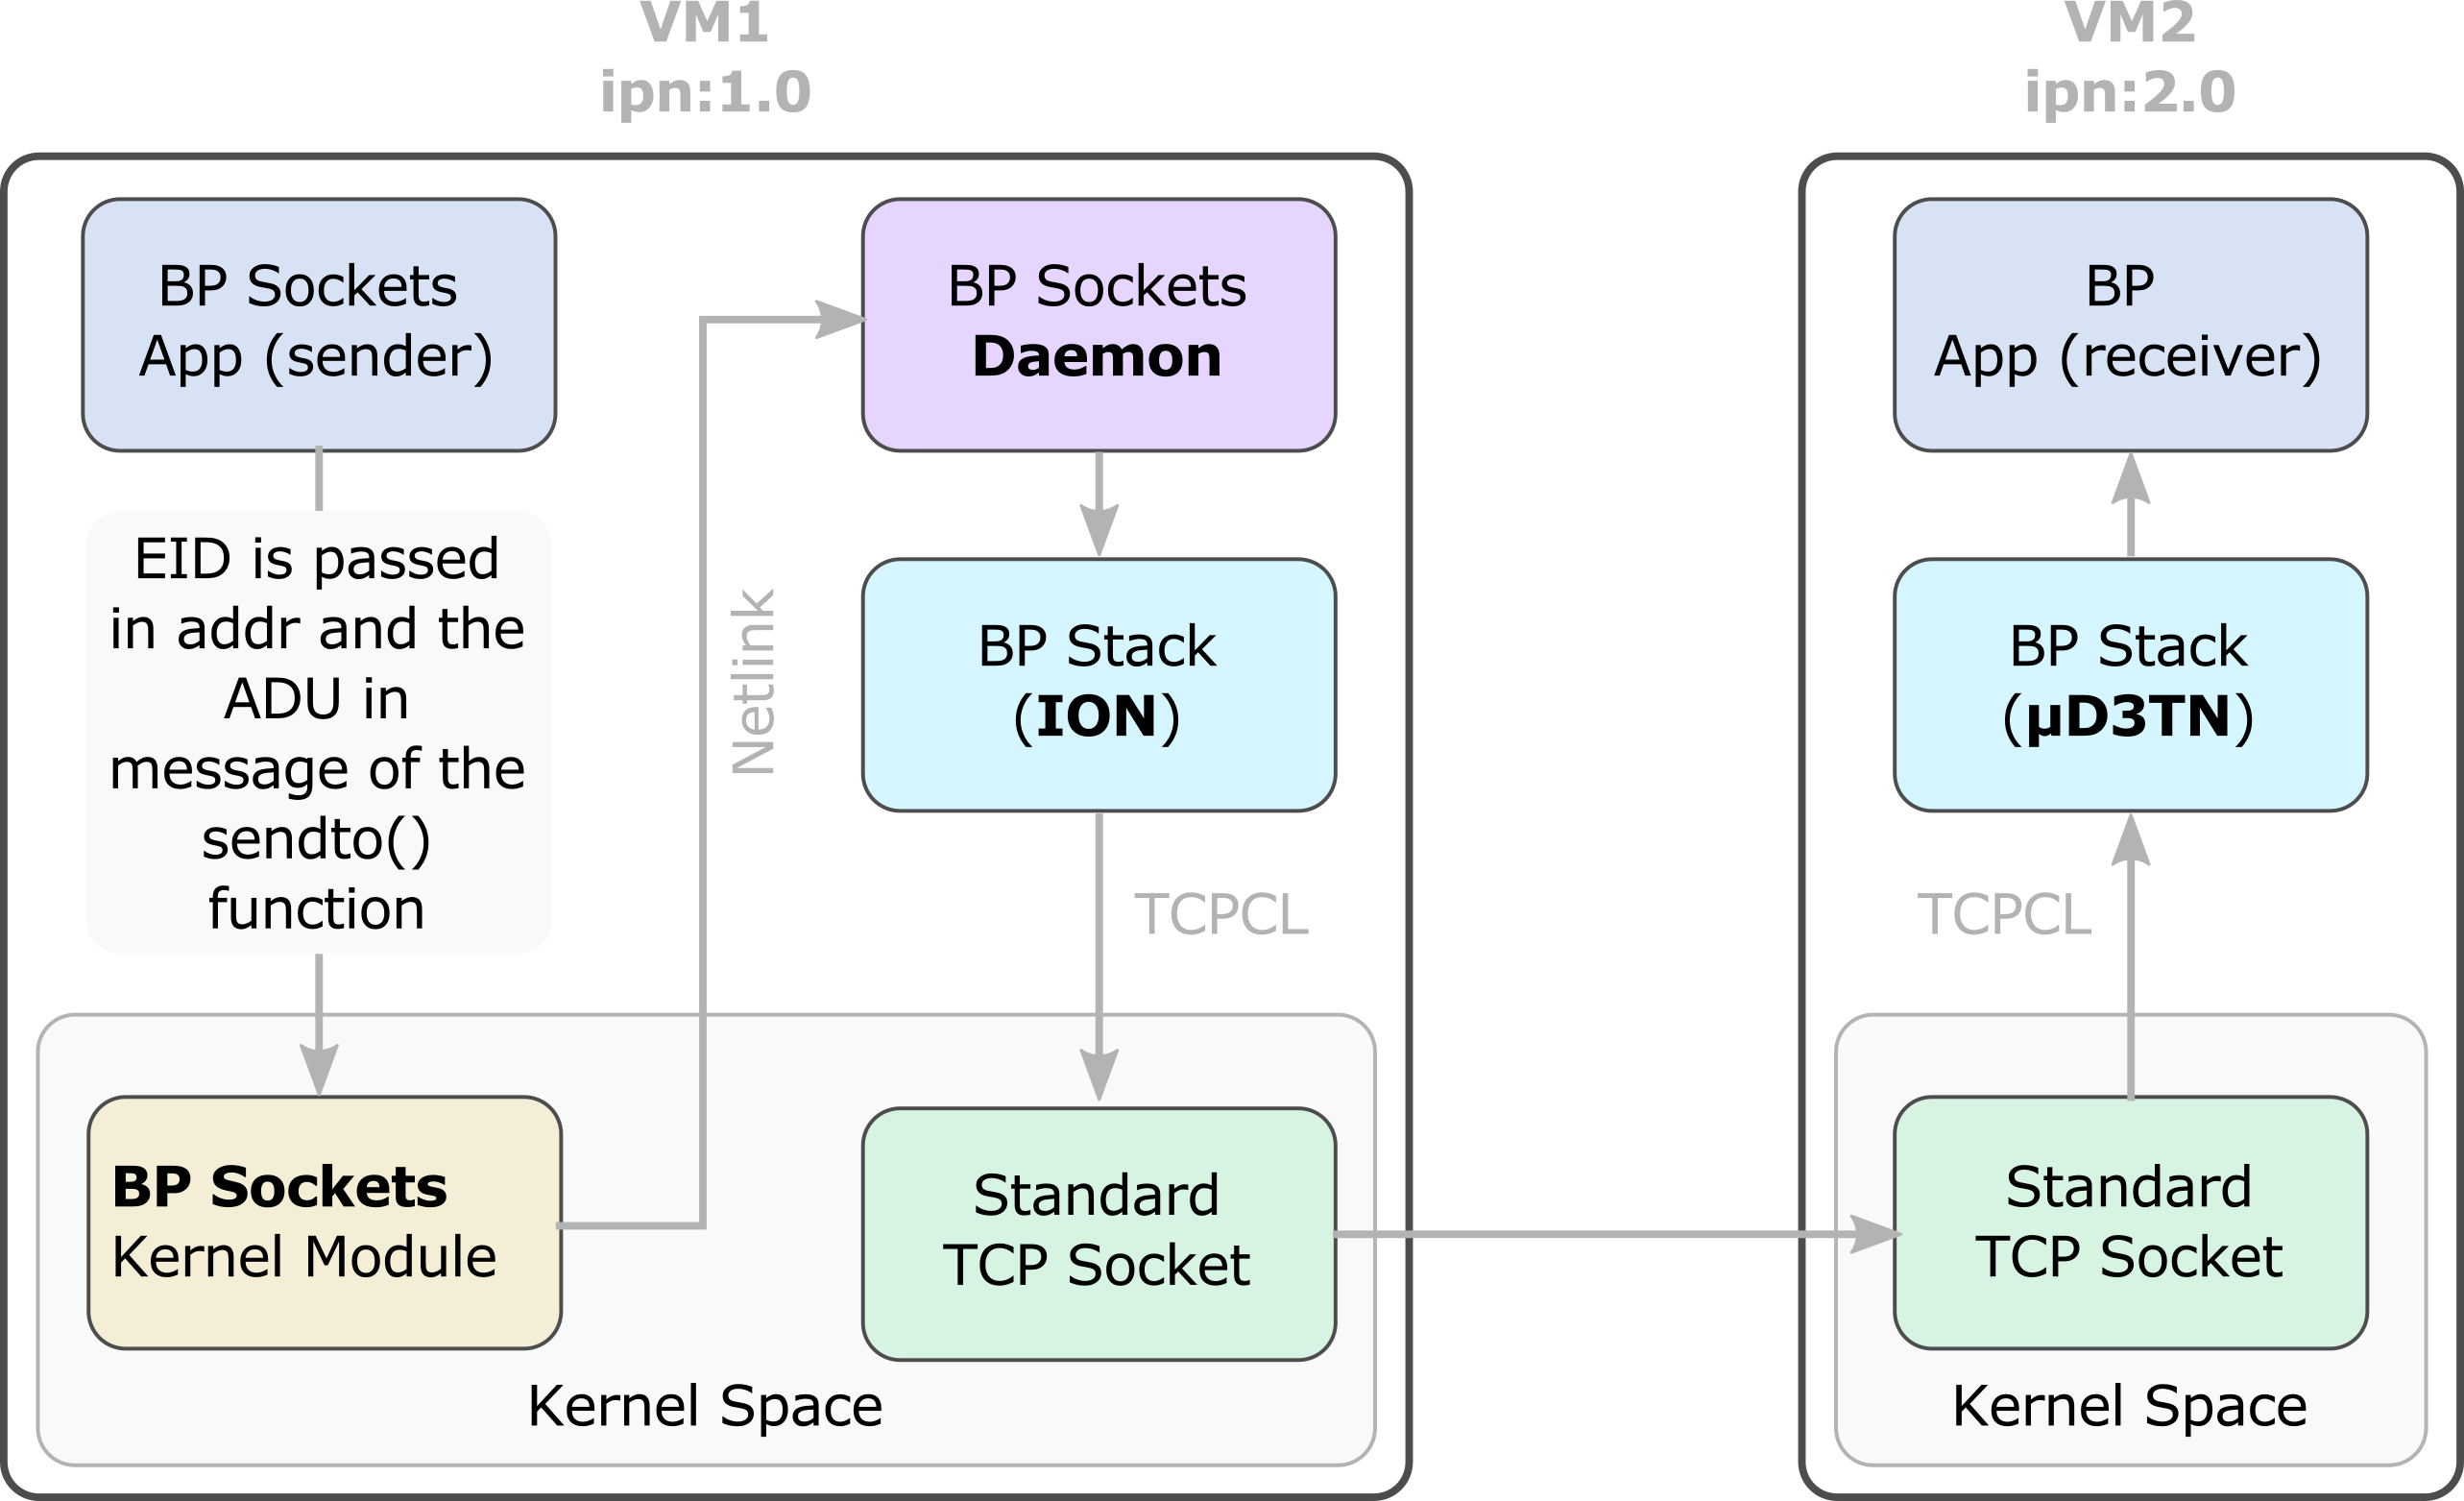 VM1
ipn:1.0
VM2
ipn:2.0
BP Sockets
App (sender)
EID is passed
in addr and the
ADU in
message of the
sendto()
function
BP Sockets
Kernel Module
Netlink
BP Sockets
Daemon
BP Stack
(ION)
TCPCL
Standard
TCP Socket
Kernel Space
BP
App (receiver)
BP Stack
(µD3TN)
TCPCL
Standard
TCP Socket
Kernel Space